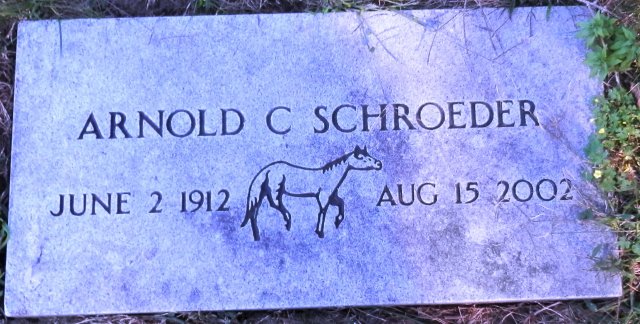 ARNOLD C SCHROEDER
JUNE 2 1912 AUG 15 2002